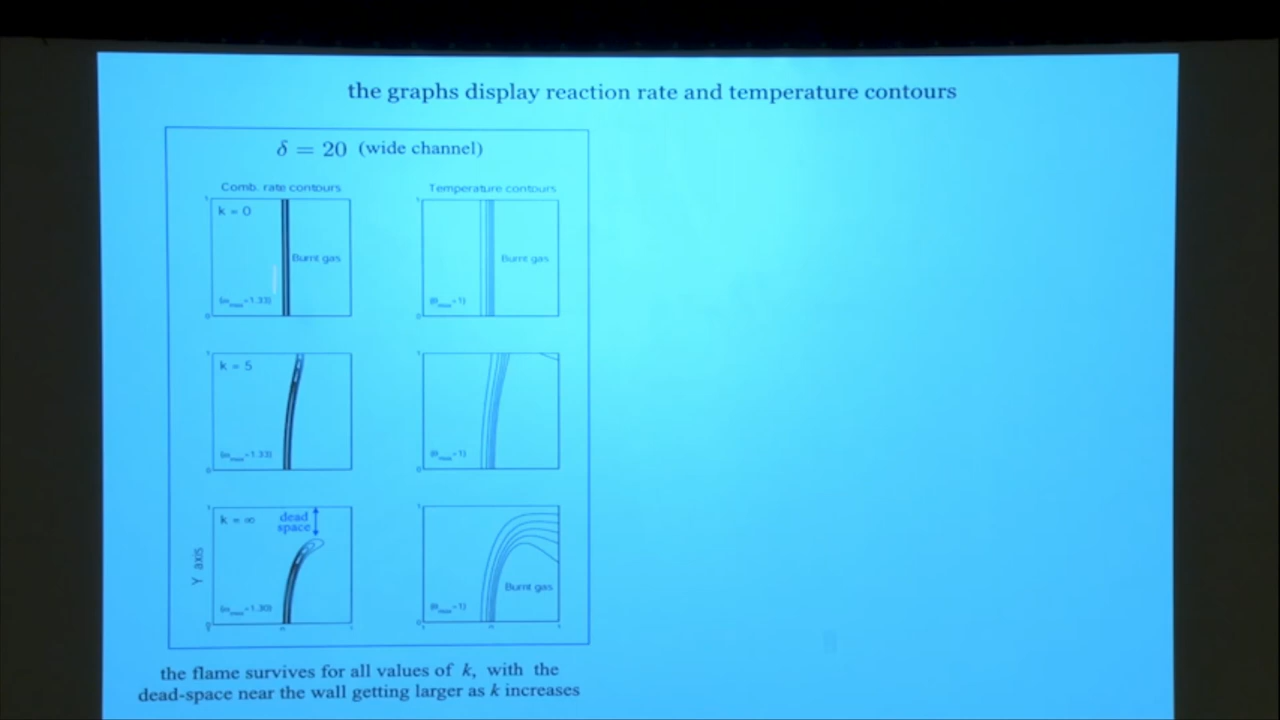 the graphs display reaction rate and temperature contours
δ = 20 (wide channel)
Comb. rate contours
Temperature contours
k = 0
Burnt gas
Burnt gas
k = 5
k = ∞
dead
space
Y axis
Burnt gas
the flame survives for all values of k, with the
dead-space near the wall getting larger as k increases